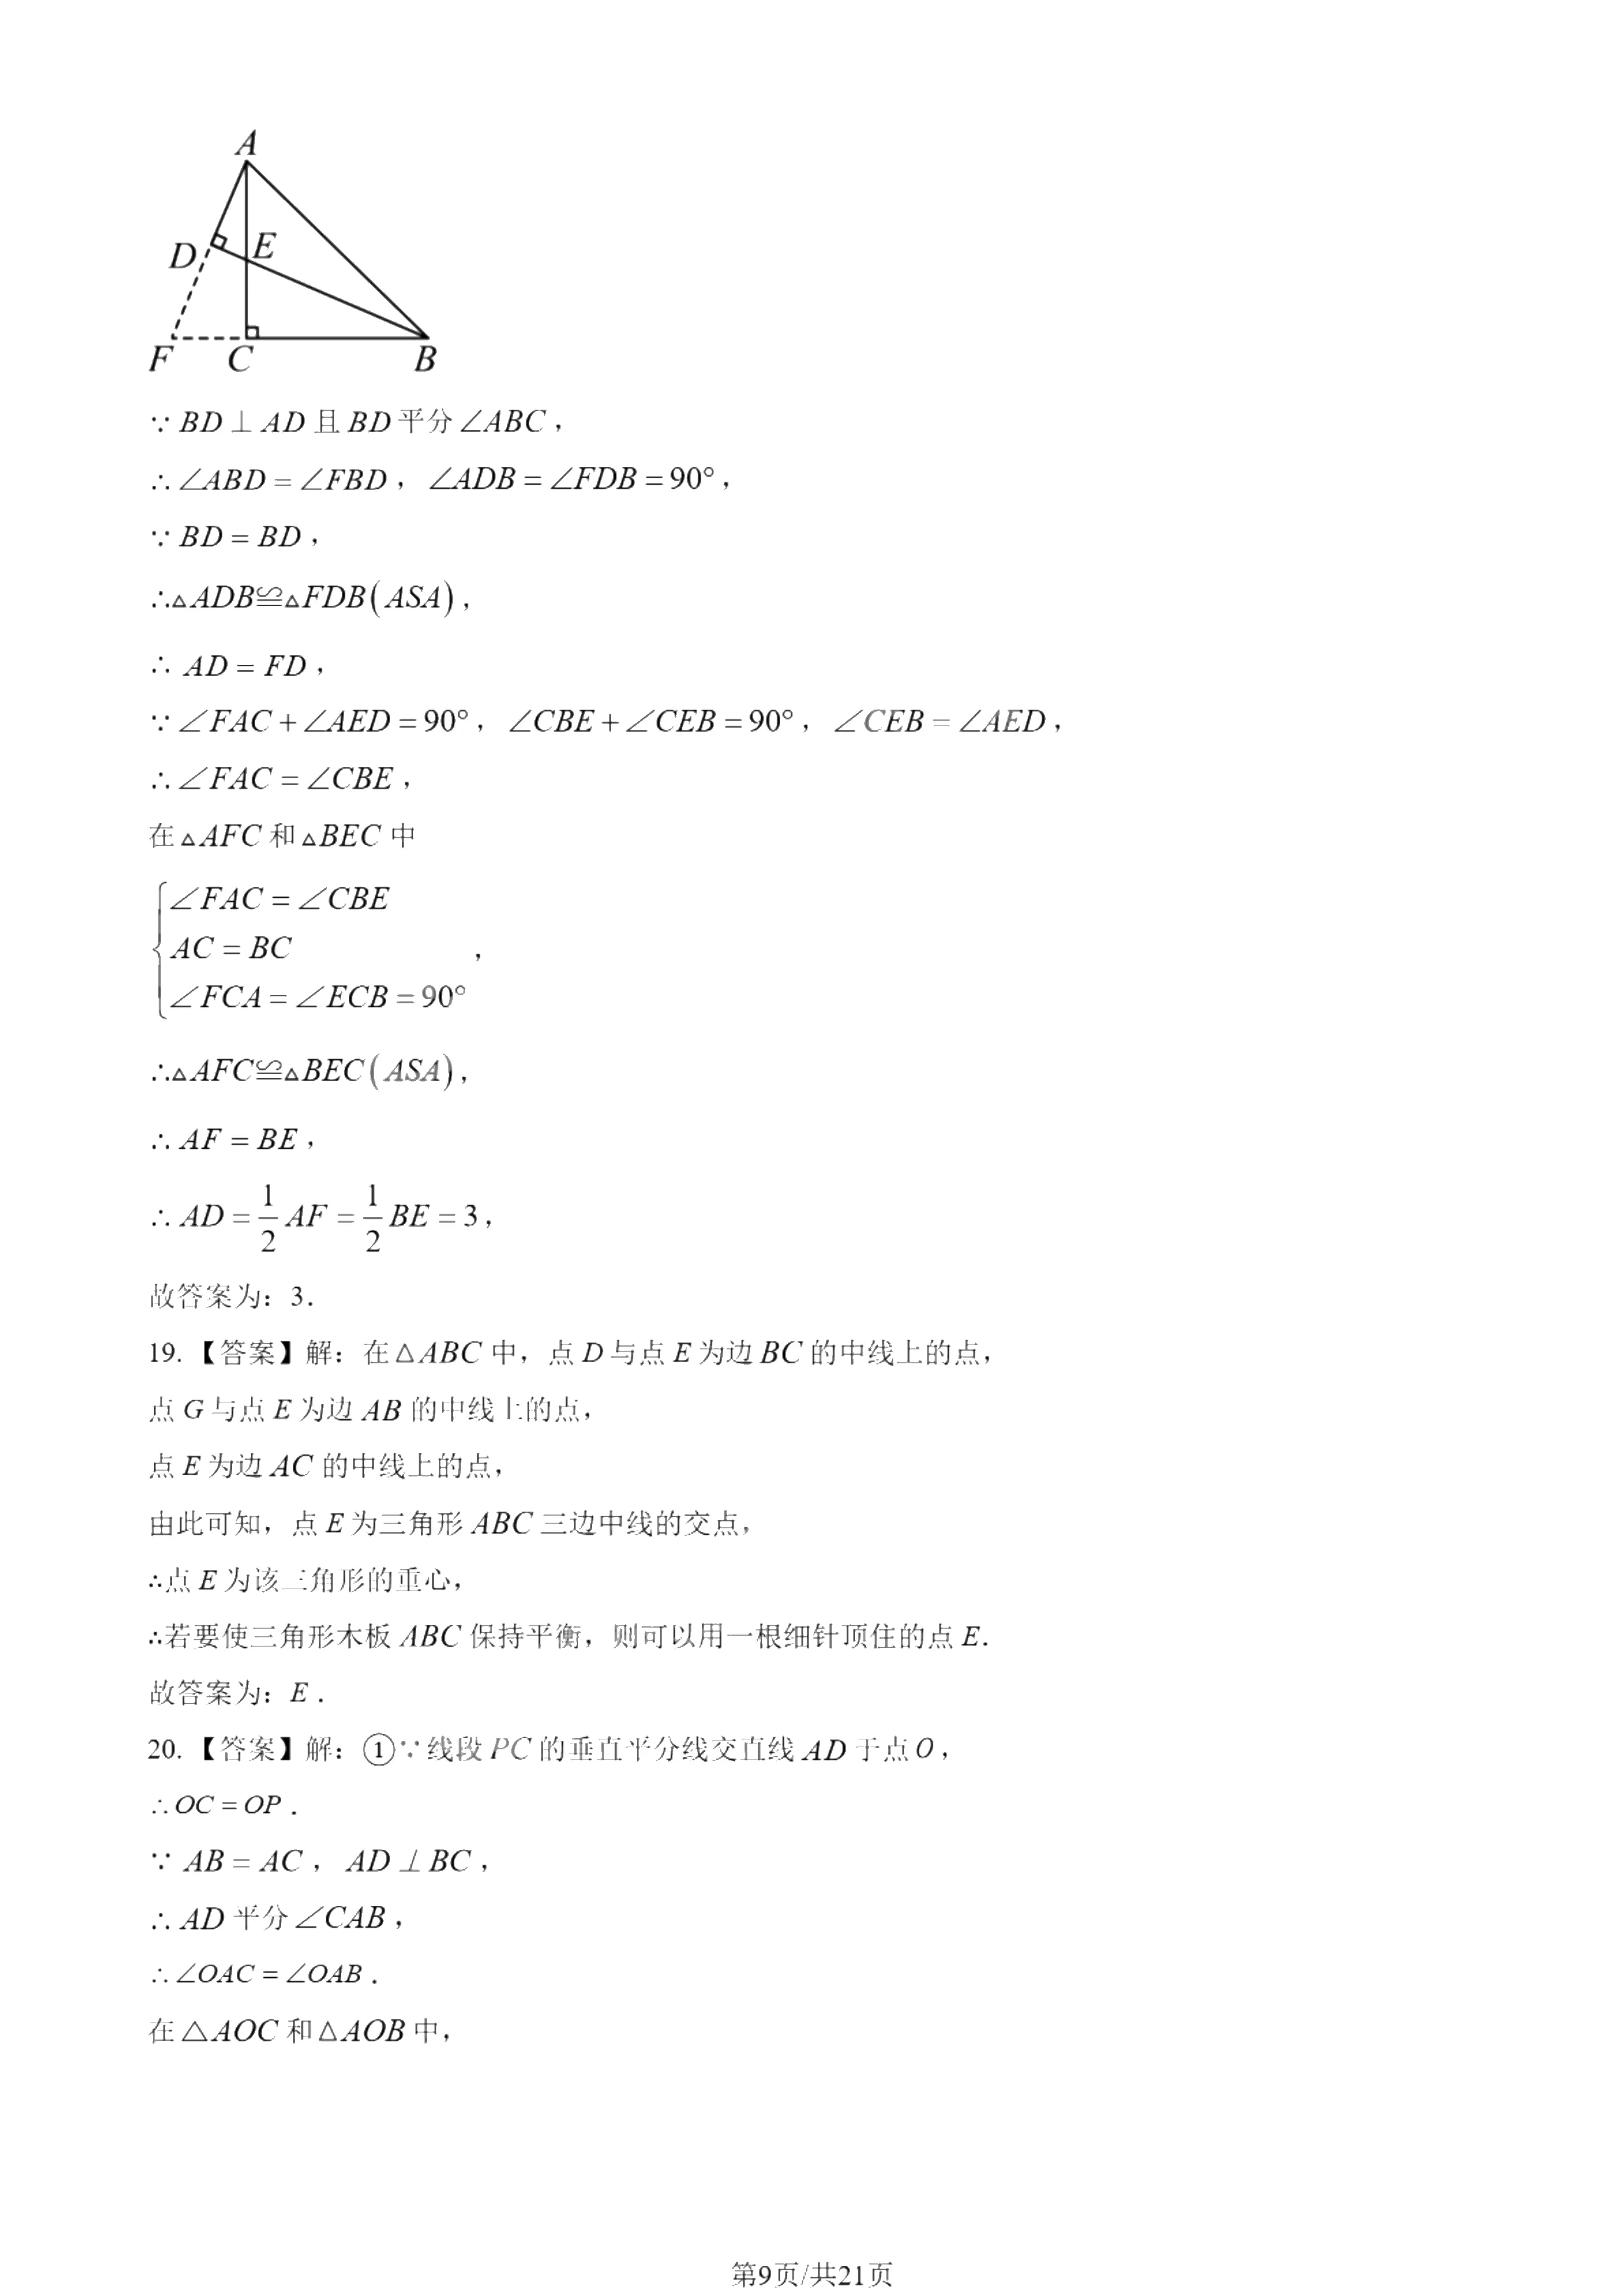 A
D
E
F
C
B
∵ BD ⊥ AD 且 BD 平分 ∠ABC，
∴ ∠ABD = ∠FBD，∠ADB = ∠FDB = 90°，
∵ BD = BD，
∴△ADB≌△FDB(ASA)，
∴ AD = FD，
∵ ∠FAC + ∠AED = 90°，∠CBE + ∠CEB = 90°，∠CEB = ∠AED，
∴ ∠FAC = ∠CBE，
在△AFC 和△BEC 中
{∠FAC = ∠CBE
AC = BC，
∠FCA = ∠ECB = 90°
∴△AFC≌△BEC(ASA)，
∴ AF = BE，
∴ AD = 1/2 AF = 1/2 BE = 3，
故答案为：3．
19. 【答案】解：在△ABC 中，点 D 与点 E 为边 BC 的中线上的点，
点 G 与点 E 为边 AB 的中线上的点，
点 E 为边 AC 的中线上的点，
由此可知，点 E 为三角形 ABC 三边中线的交点，
∴点 E 为该三角形的重心，
∴若要使三角形木板 ABC 保持平衡，则可以用一根细针顶住的点 E．
故答案为：E．
20. 【答案】解：①∵线段 PC 的垂直平分线交直线 AD 于点 O，
∴OC = OP．
∵ AB = AC，AD ⊥ BC，
∴ AD 平分 ∠CAB，
∴∠OAC = ∠OAB．
在 △AOC 和 △AOB 中，
第9页/共21页